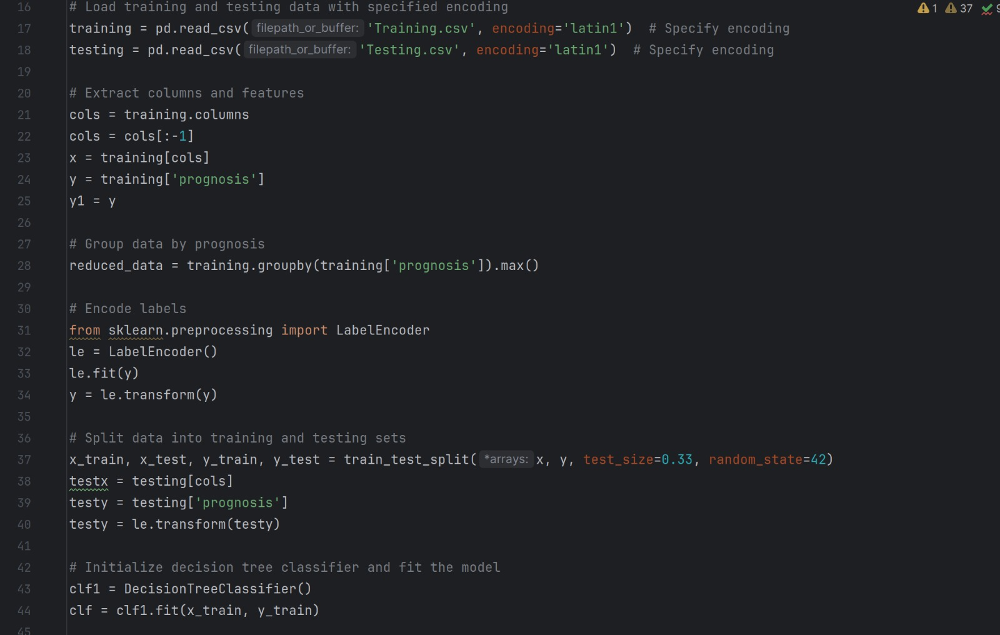 16 # Load training and testing data with specified encoding ⚠ 1 ⚠ 37 ✓ 9
17 training = pd.read_csv( filepath_or_buffer: 'Training.csv', encoding='latin1')  # Specify encoding
18 testing = pd.read_csv( filepath_or_buffer: 'Testing.csv', encoding='latin1')  # Specify encoding
19
20 # Extract columns and features
21 cols = training.columns
22 cols = cols[:-1]
23 x = training[cols]
24 y = training['prognosis']
25 y1 = y
26
27 # Group data by prognosis
28 reduced_data = training.groupby(training['prognosis']).max()
29
30 # Encode labels
31 from sklearn.preprocessing import LabelEncoder
32 le = LabelEncoder()
33 le.fit(y)
34 y = le.transform(y)
35
36 # Split data into training and testing sets
37 x_train, x_test, y_train, y_test = train_test_split( *arrays: x, y, test_size=0.33, random_state=42)
38 testx = testing[cols]
39 testy = testing['prognosis']
40 testy = le.transform(testy)
41
42 # Initialize decision tree classifier and fit the model
43 clf1 = DecisionTreeClassifier()
44 clf = clf1.fit(x_train, y_train)
45